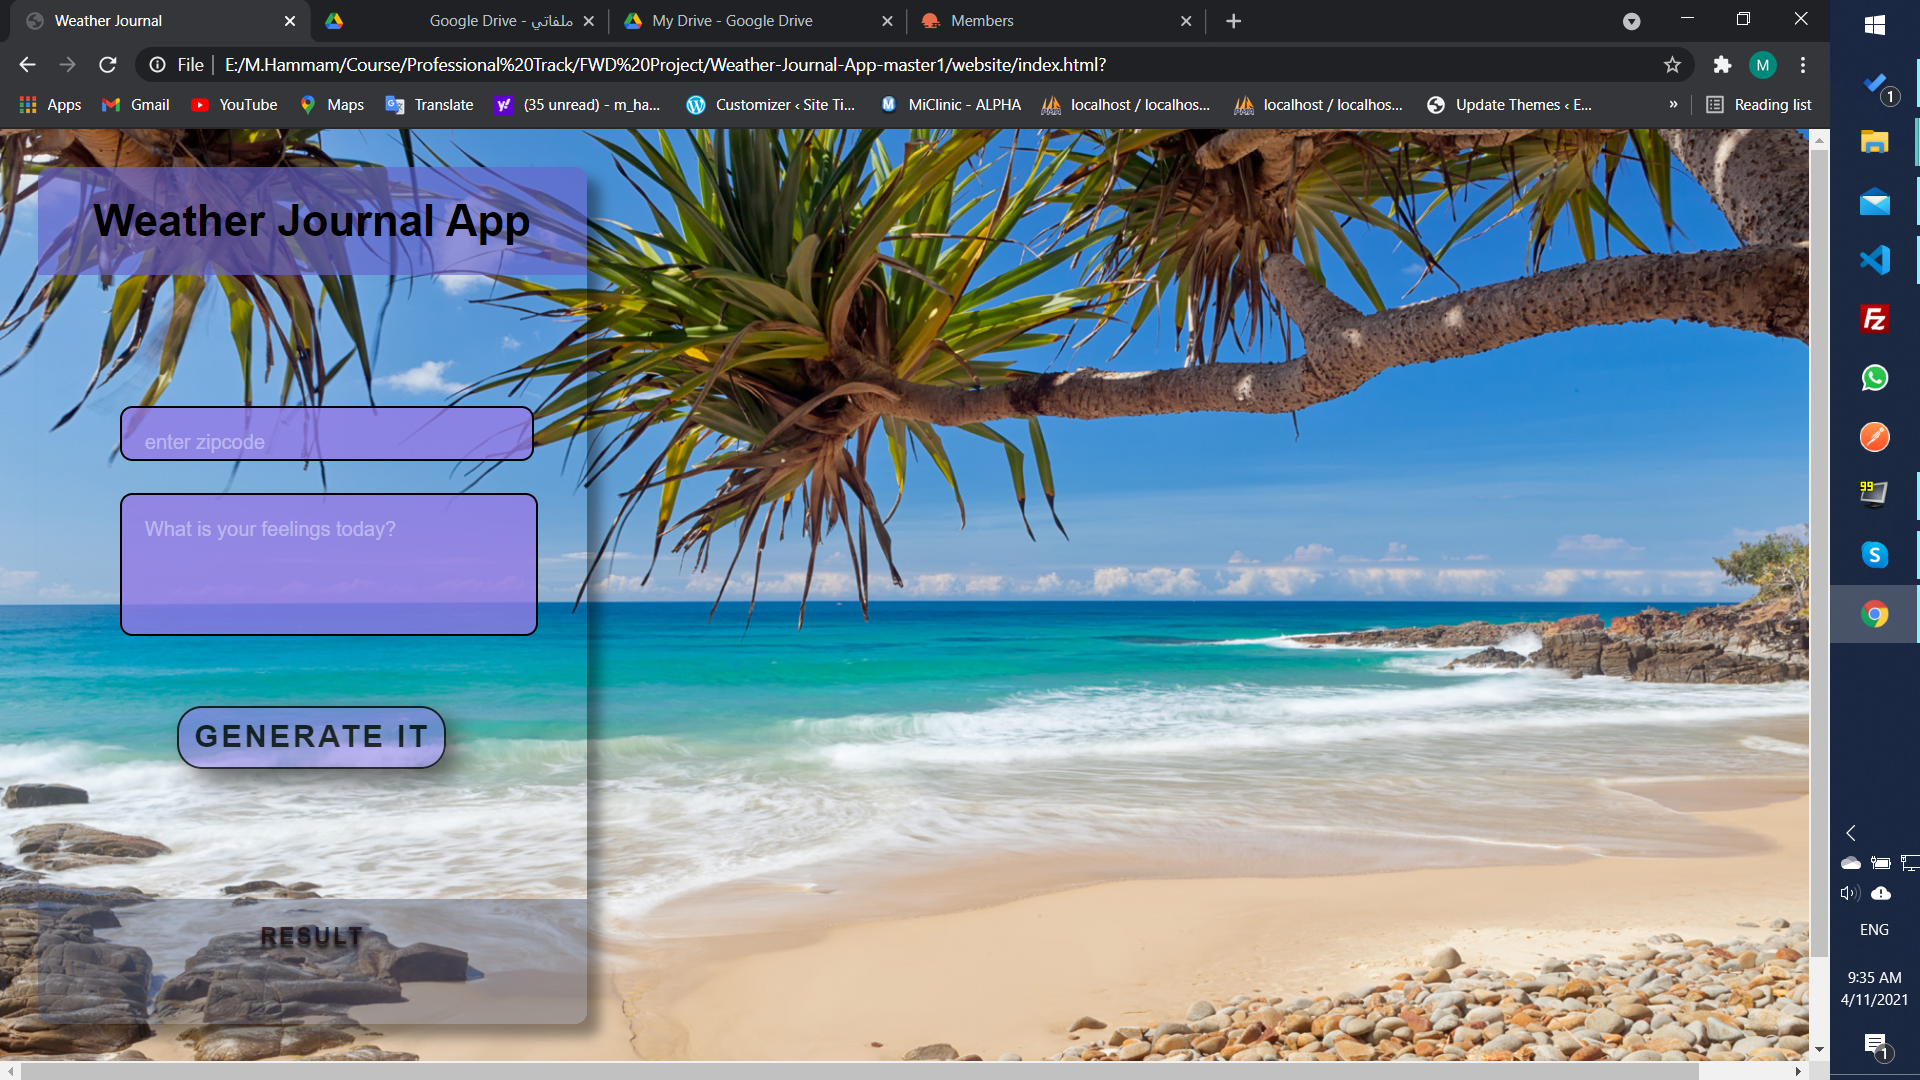 Weather Journal
ملفاتي - Google Drive
My Drive - Google Drive
Members
File
E:/M.Hammam/Course/Professional%20Track/FWD%20Project/Weather-Journal-App-master1/website/index.html?
M
Apps
Gmail
YouTube
Maps
Translate
(35 unread) - m_ha...
Customizer ‹ Site Ti...
MiClinic - ALPHA
localhost / localhos...
localhost / localhos...
Update Themes ‹ E...
»
Reading list
Weather Journal App
enter zipcode
What is your feelings today?
GENERATE IT
RESULT
1
99
ENG
9:35 AM
4/11/2021
1